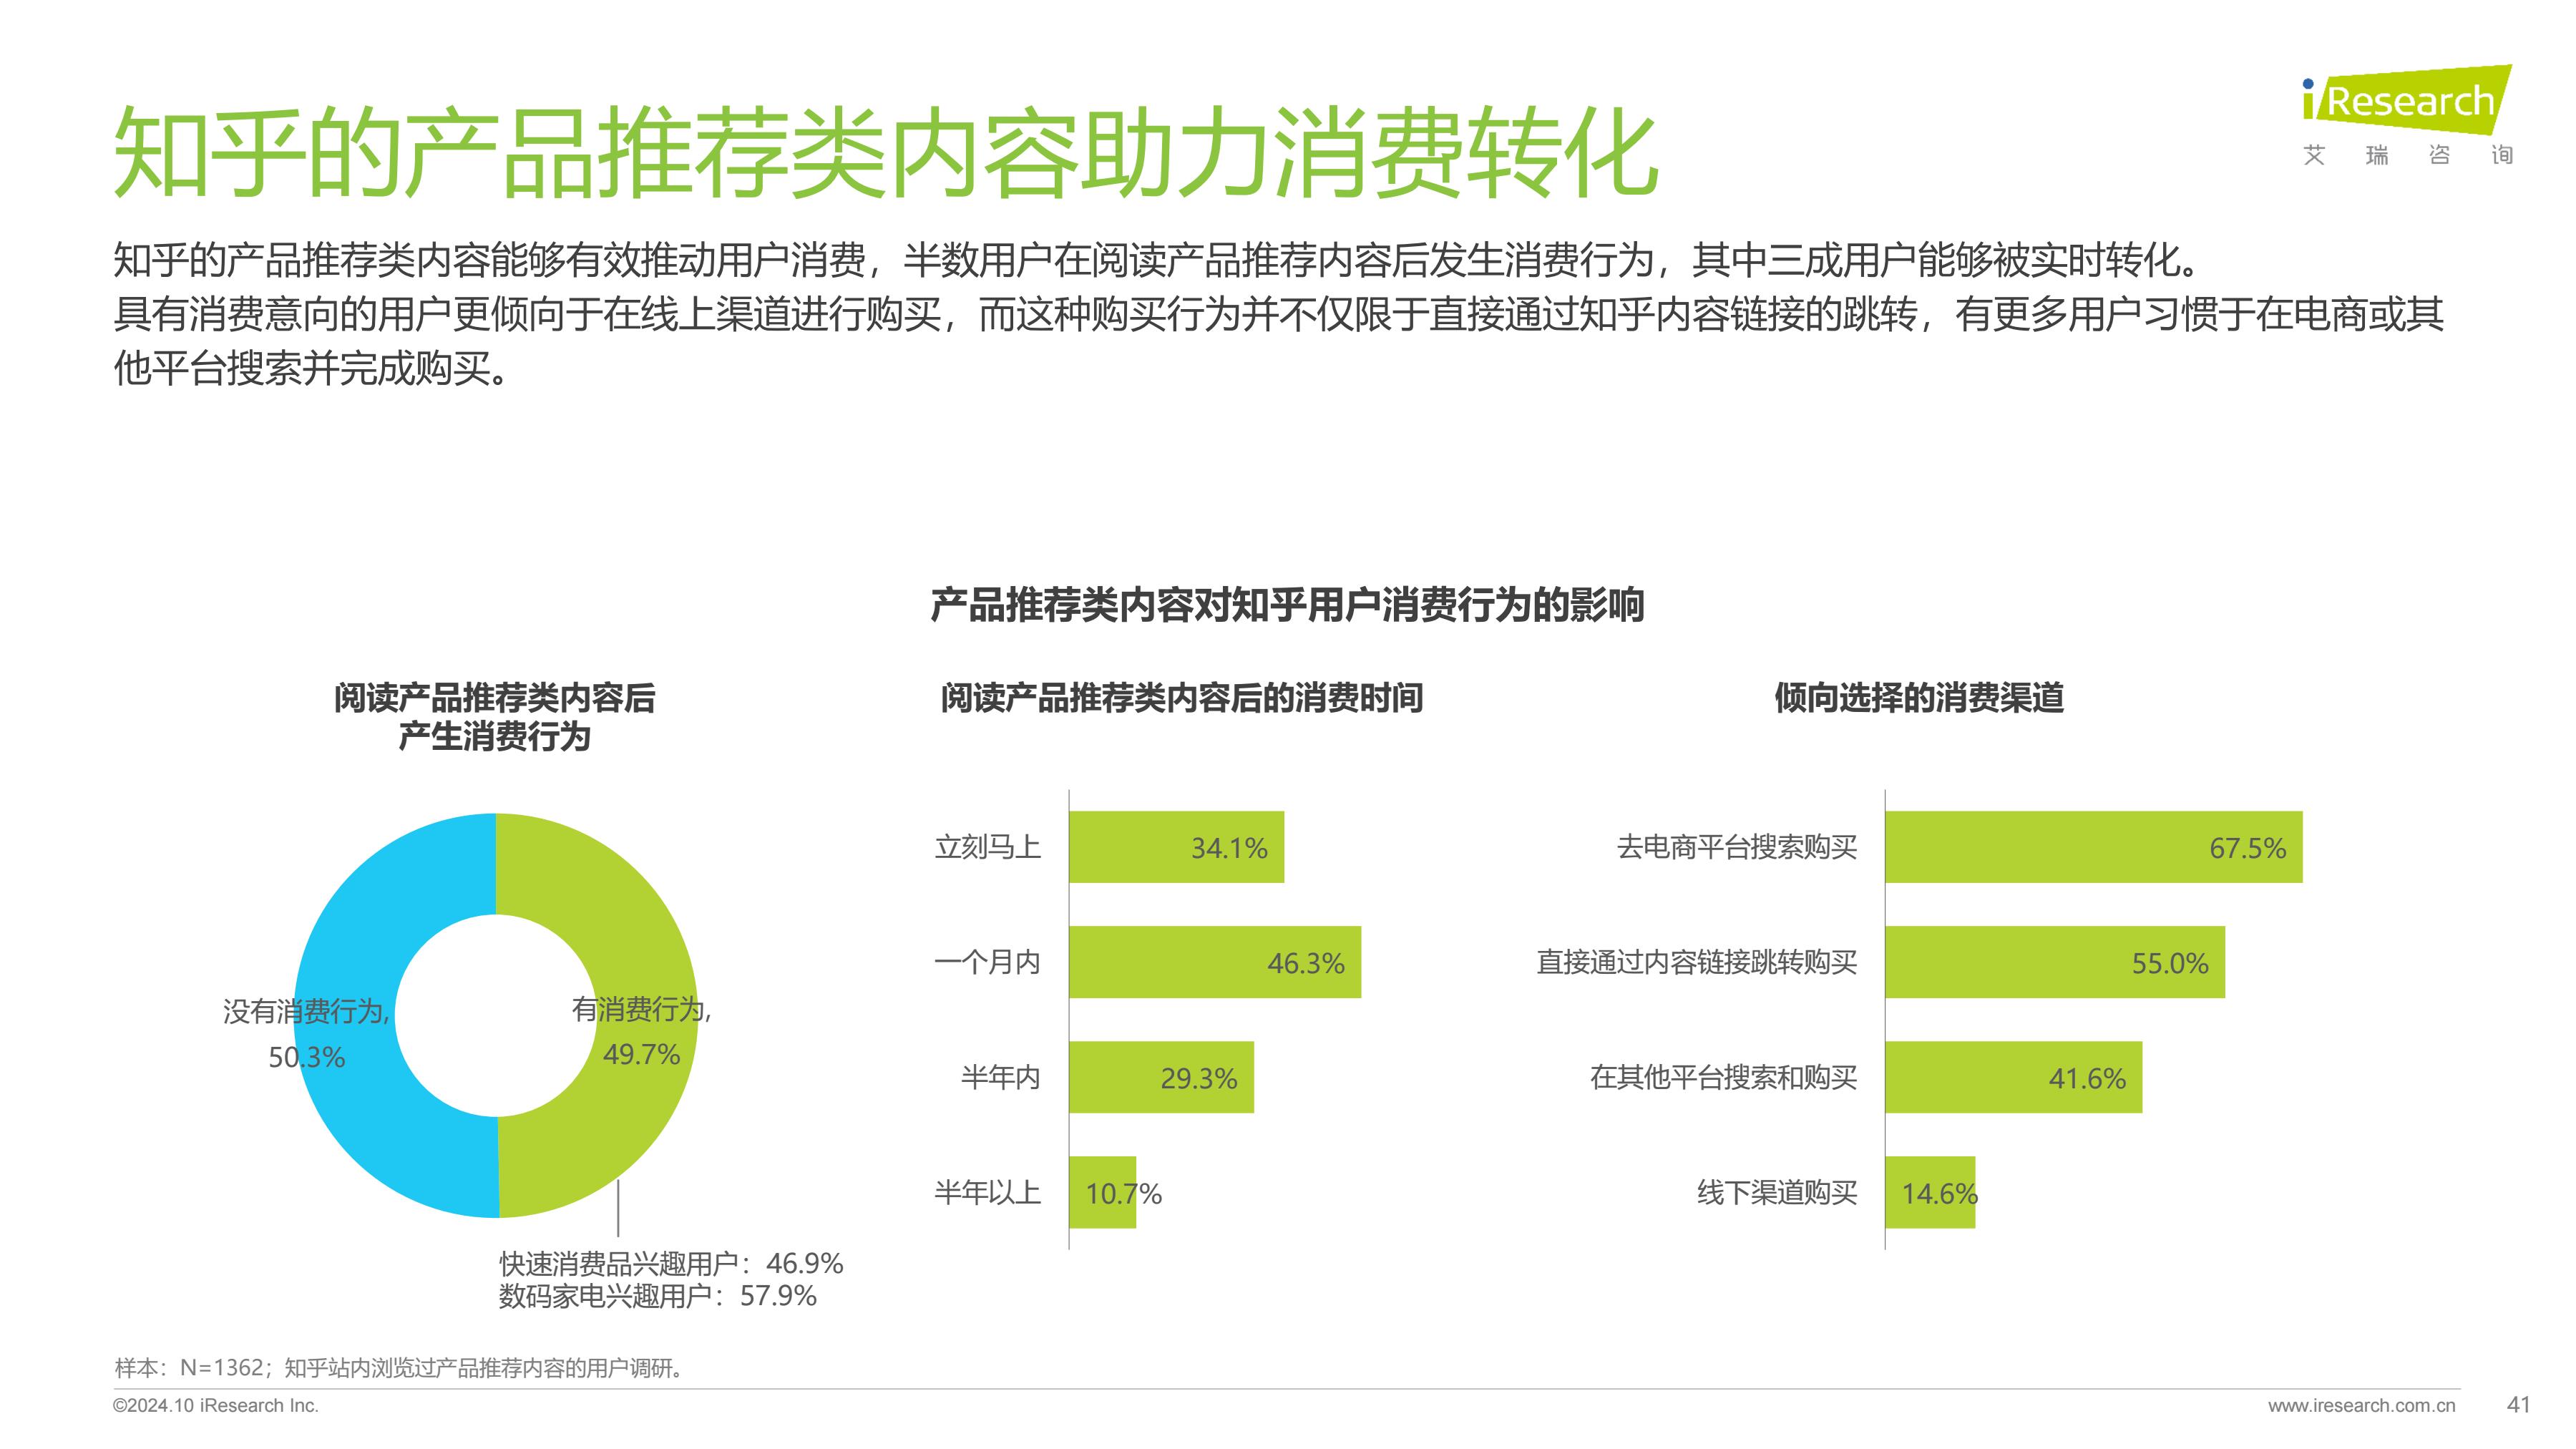 知乎的产品推荐类内容助力消费转化
iResearch
艾瑞咨询
知乎的产品推荐类内容能够有效推动用户消费，半数用户在阅读产品推荐内容后发生消费行为，其中三成用户能够被实时转化。
具有消费意向的用户更倾向于在线上渠道进行购买，而这种购买行为并不仅限于直接通过知乎内容链接的跳转，有更多用户习惯于在电商或其
他平台搜索并完成购买。
产品推荐类内容对知乎用户消费行为的影响
阅读产品推荐类内容后
产生消费行为
没有消费行为,
50.3%
有消费行为,
49.7%
快速消费品兴趣用户：46.9%
数码家电兴趣用户：57.9%
阅读产品推荐类内容后的消费时间
立刻马上 34.1%
一个月内 46.3%
半年内 29.3%
半年以上 10.7%
倾向选择的消费渠道
去电商平台搜索购买 67.5%
直接通过内容链接跳转购买 55.0%
在其他平台搜索和购买 41.6%
线下渠道购买 14.6%
样本：N=1362；知乎站内浏览过产品推荐内容的用户调研。
©2024.10 iResearch Inc.
www.iresearch.com.cn
41